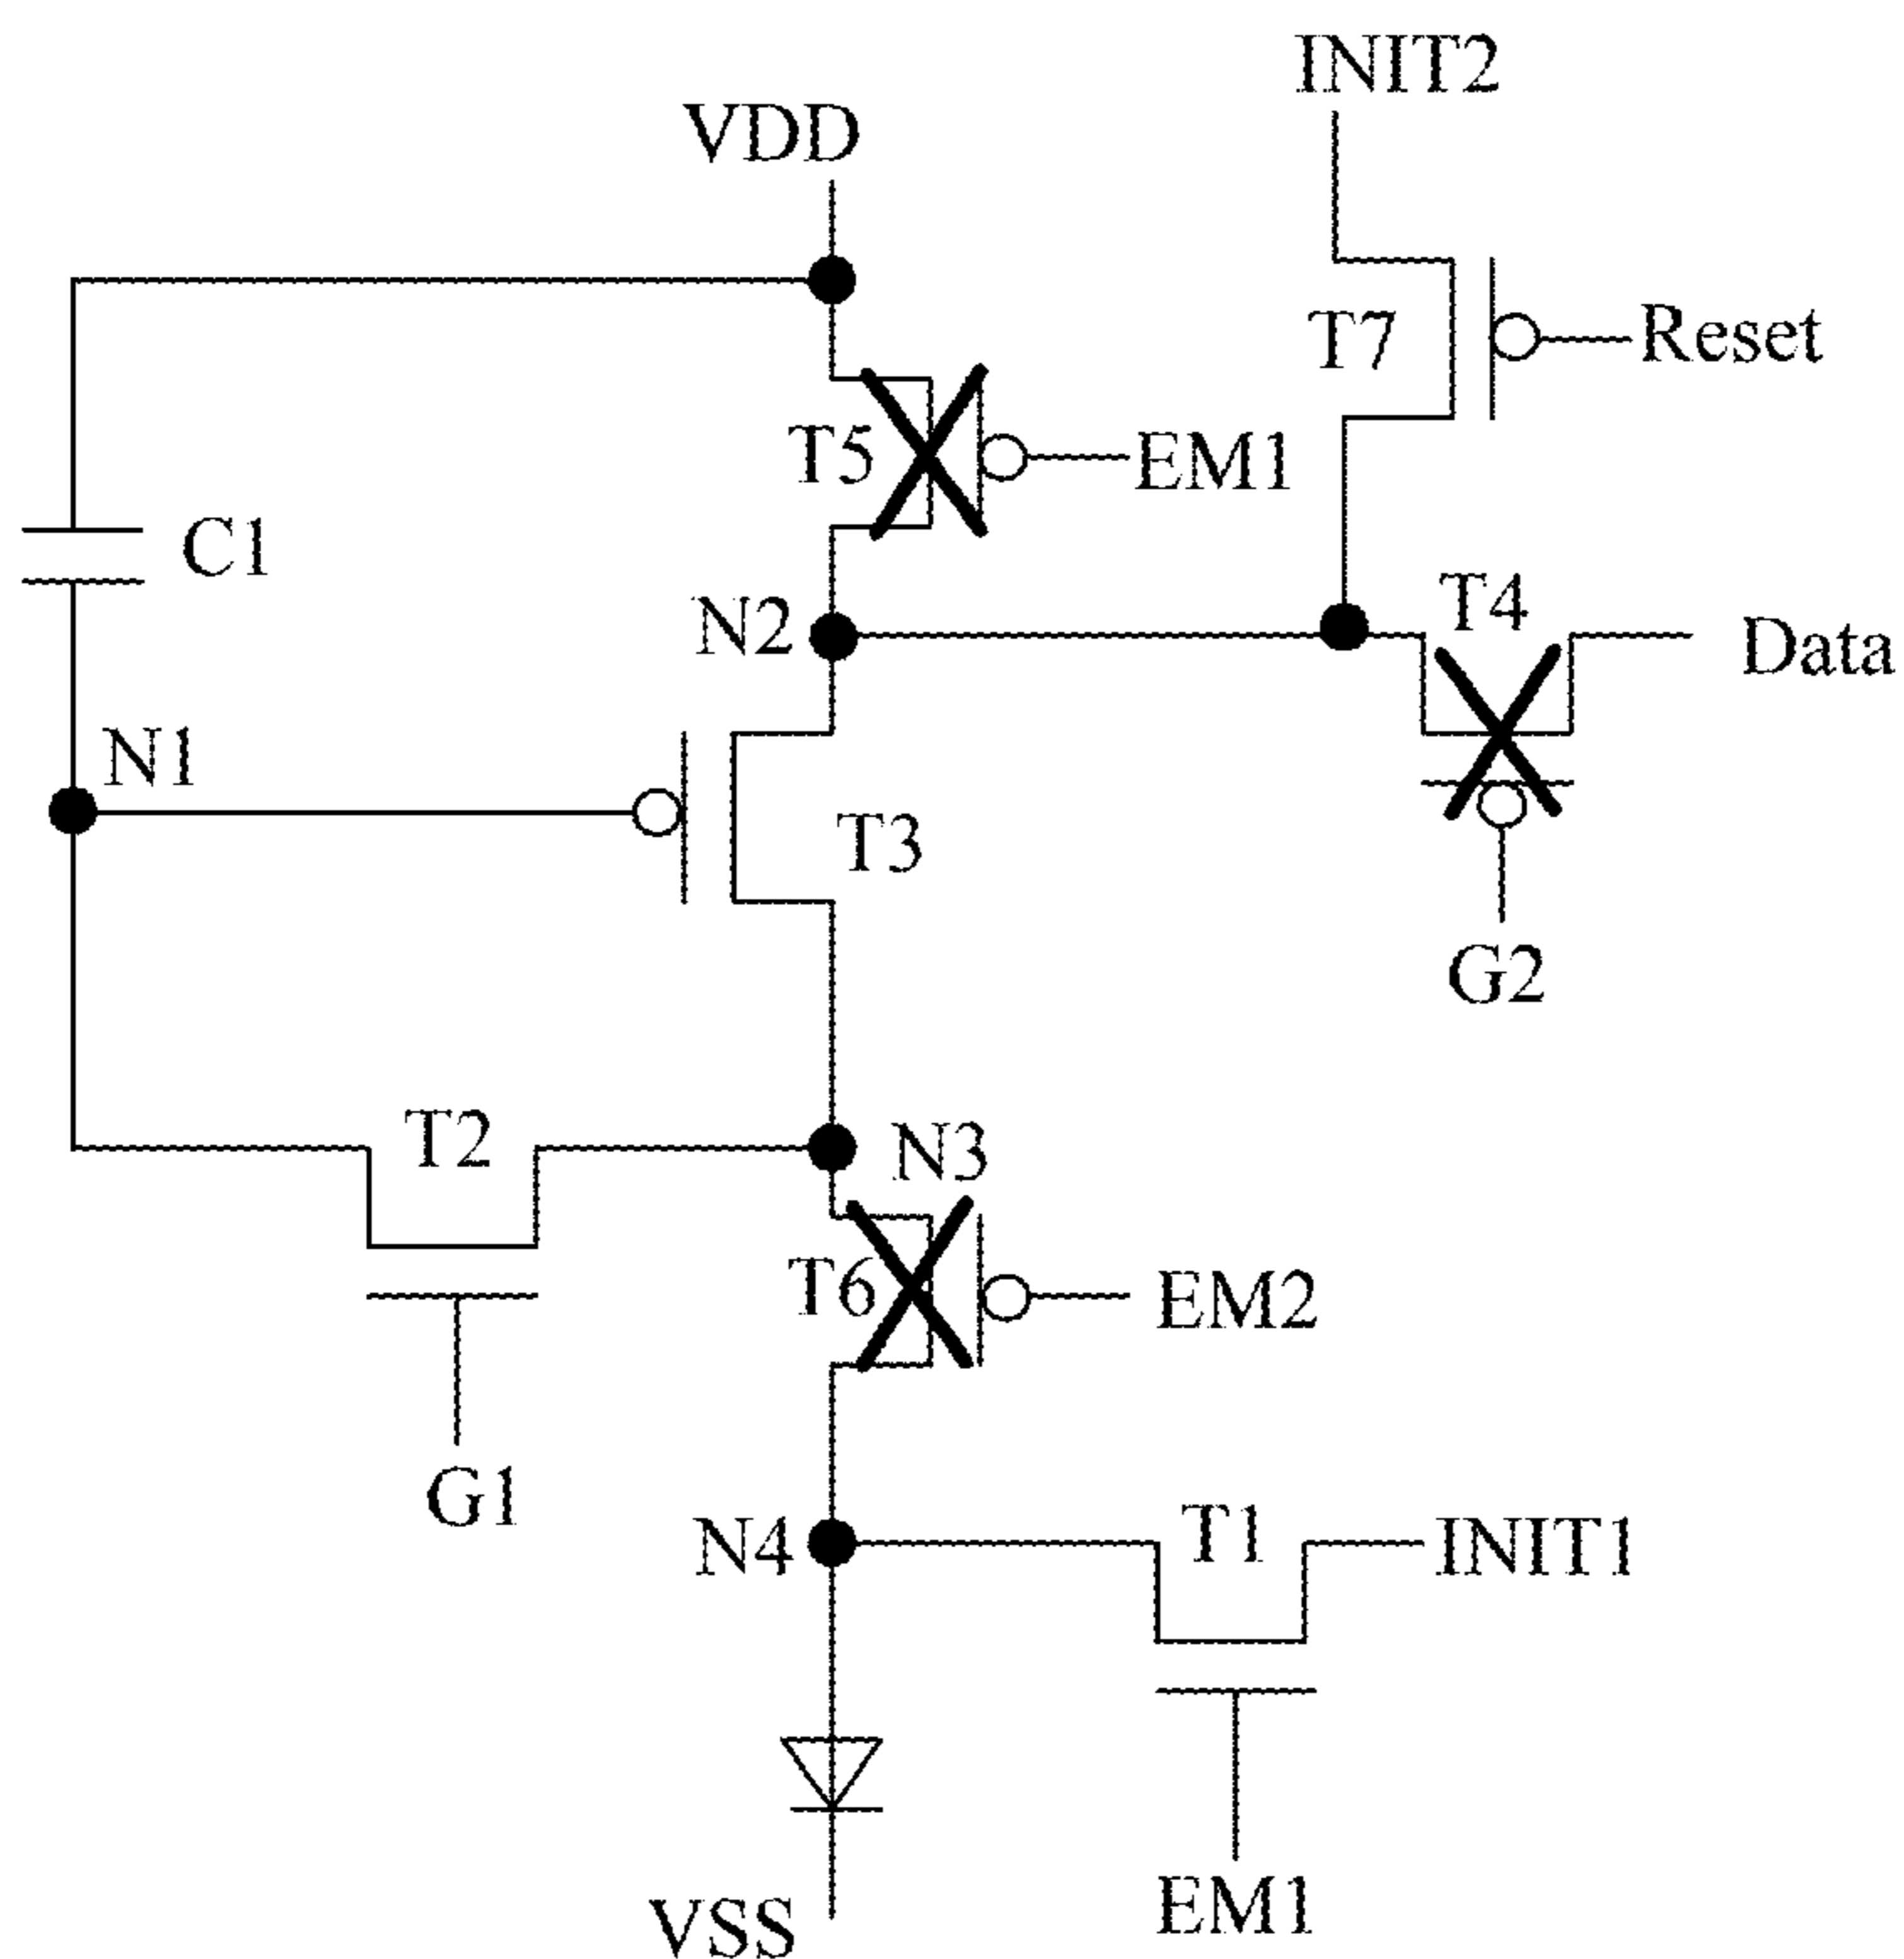 INIT2
VDD
T7
Reset
T5
EM1
C1
N2
T4
Data
N1
T3
G2
T2
N3
T6
EM2
G1
N4
T1
INIT1
EM1
VSS